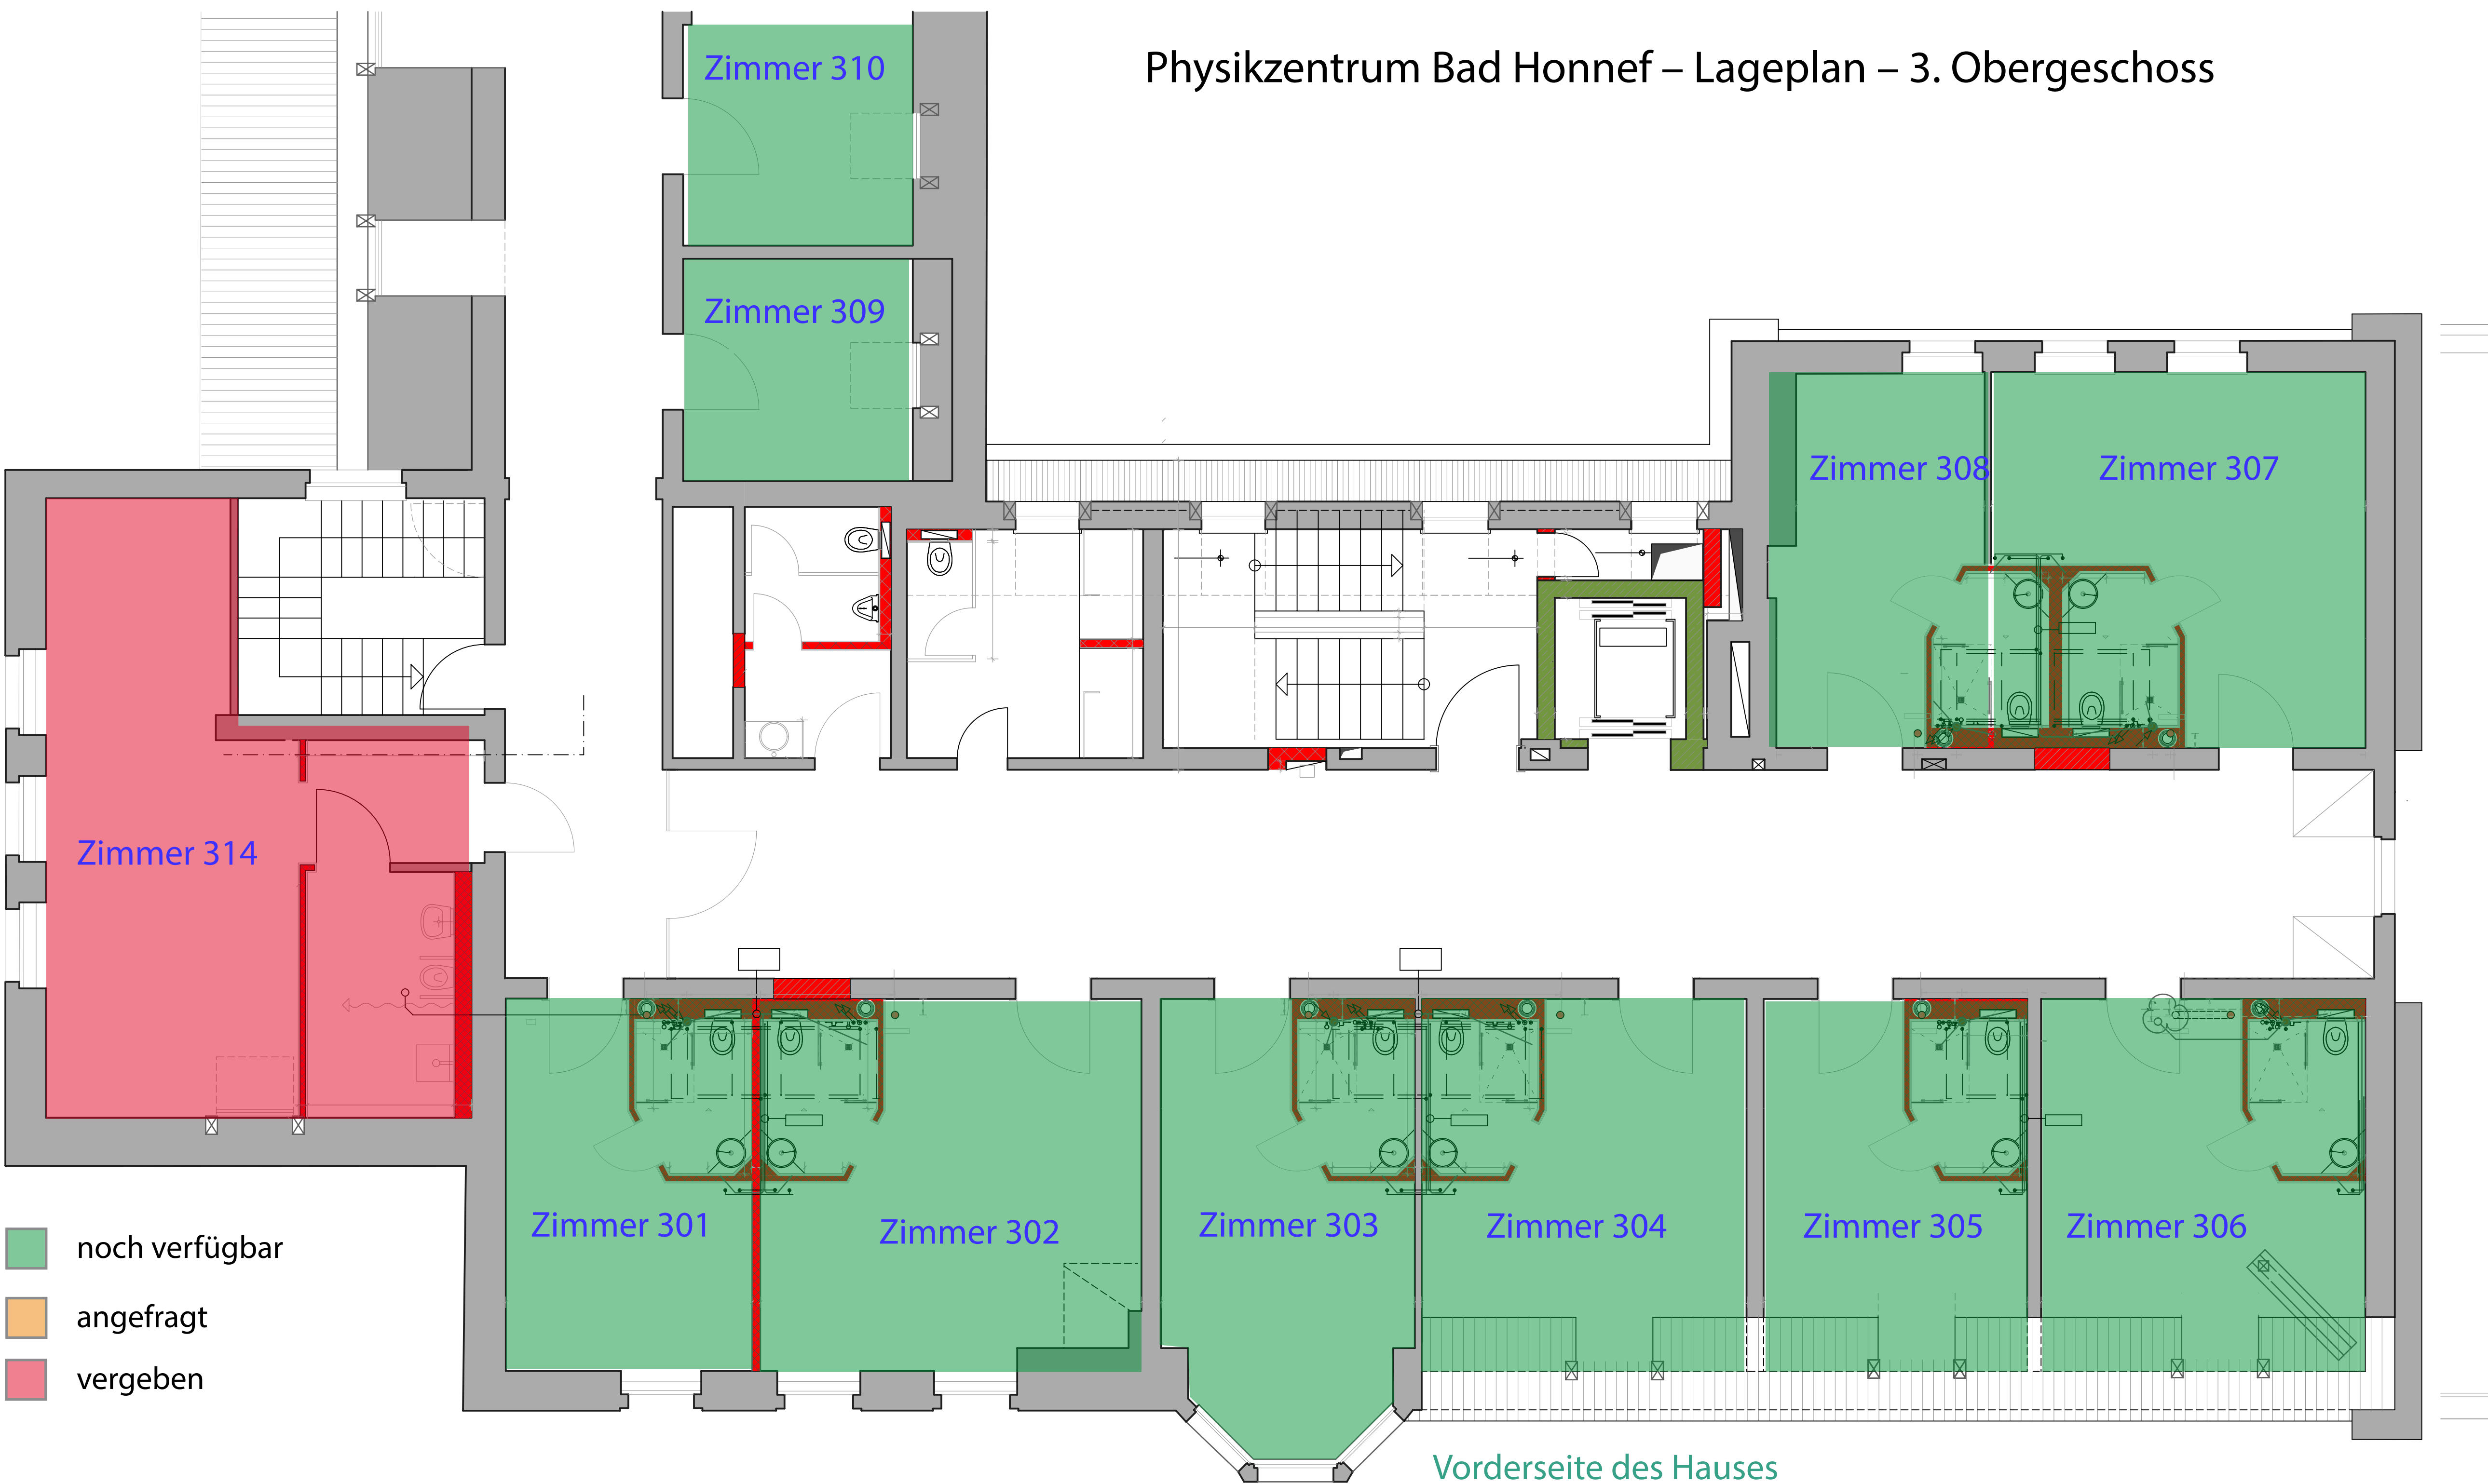 Physikzentrum Bad Honnef – Lageplan – 3. Obergeschoss
Zimmer 310
Zimmer 309
Zimmer 308
Zimmer 307
Zimmer 314
Zimmer 301
Zimmer 302
Zimmer 303
Zimmer 304
Zimmer 305
Zimmer 306
noch verfügbar
angefragt
vergeben
Vorderseite des Hauses